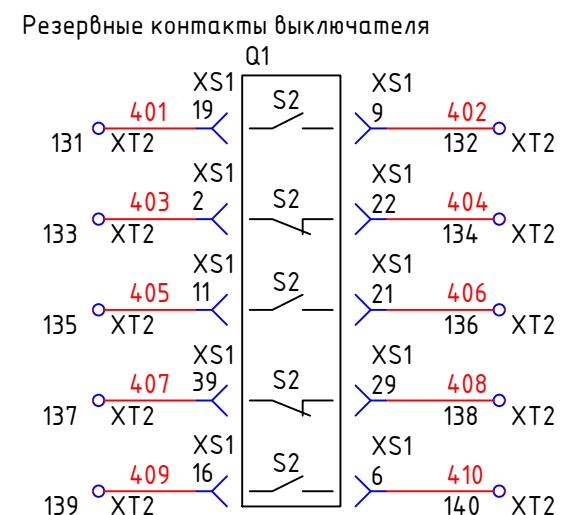 Резервные контакты выключателя
Q1
XS1 XS1
401 19 S2 9 402
131 XT2 132 XT2
XS1 XS1
403 2 S2 22 404
133 XT2 134 XT2
XS1 XS1
405 11 S2 21 406
135 XT2 136 XT2
XS1 XS1
407 39 S2 29 408
137 XT2 138 XT2
XS1 XS1
409 16 S2 6 410
139 XT2 140 XT2